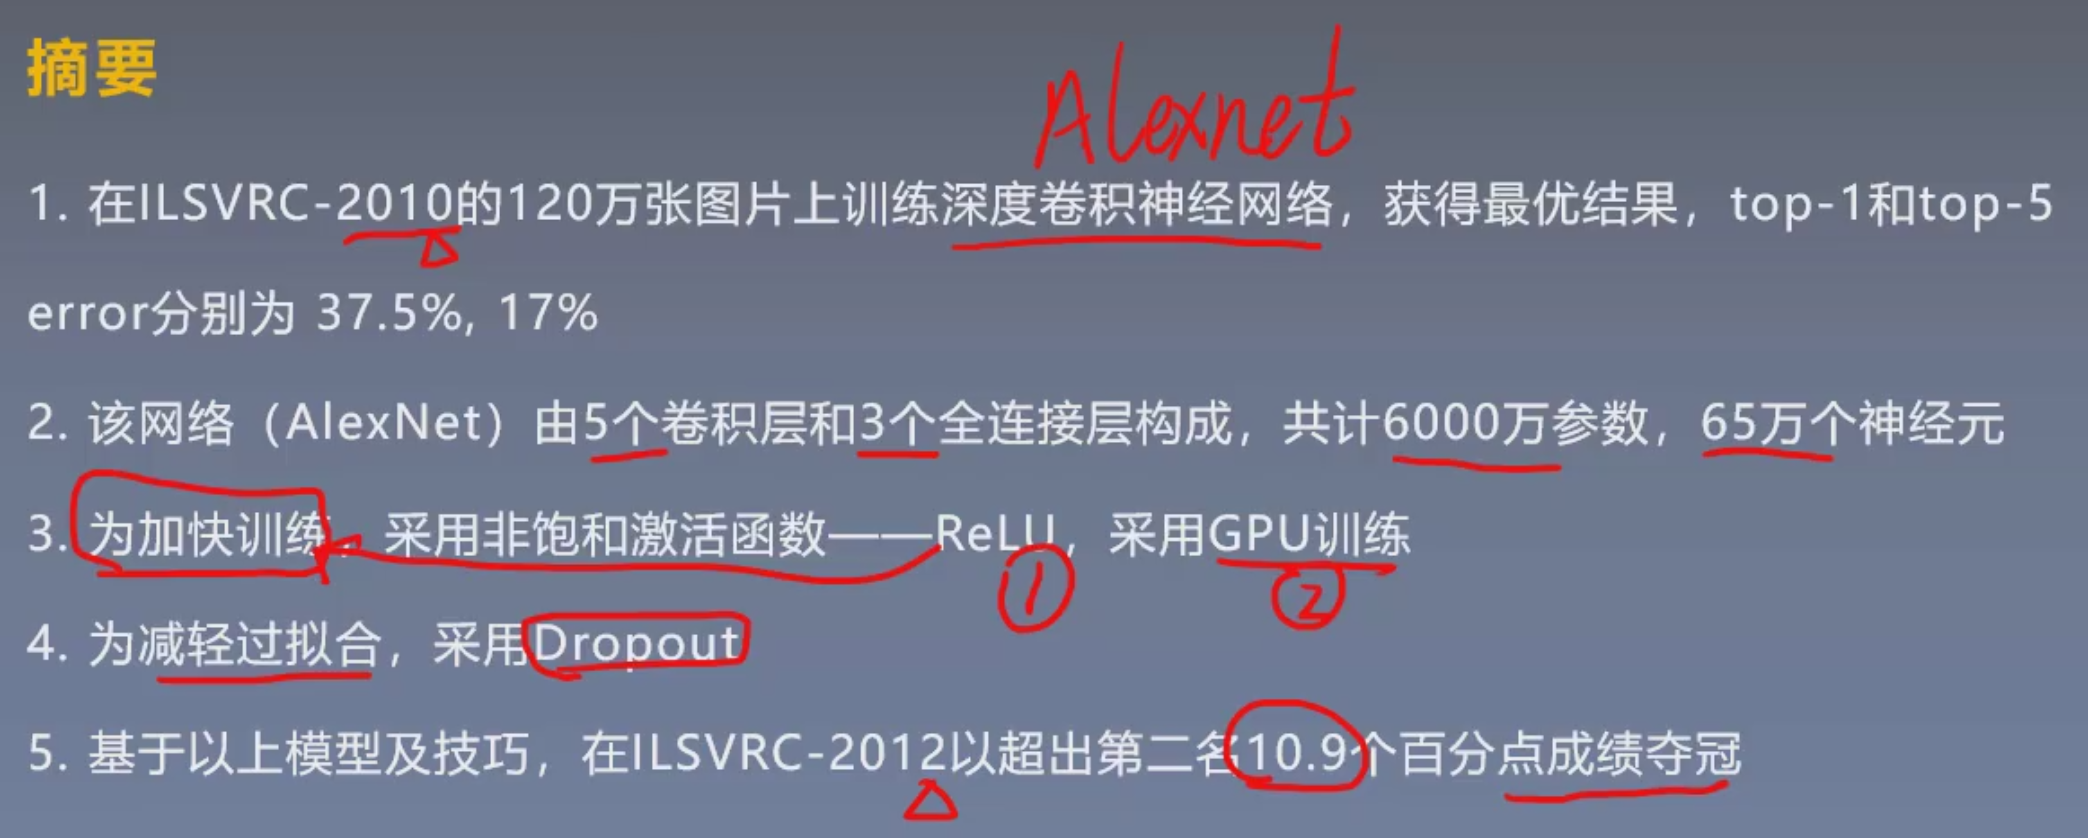 摘要
Alexnet
1. 在ILSVRC-2010的120万张图片上训练深度卷积神经网络，获得最优结果，top-1和top-5
error分别为 37.5%, 17%
2. 该网络（AlexNet）由5个卷积层和3个全连接层构成，共计6000万参数，65万个神经元
3. 为加快训练，采用非饱和激活函数——ReLU，采用GPU训练
① ②
4. 为减轻过拟合，采用Dropout
5. 基于以上模型及技巧，在ILSVRC-2012以超出第二名10.9个百分点成绩夺冠